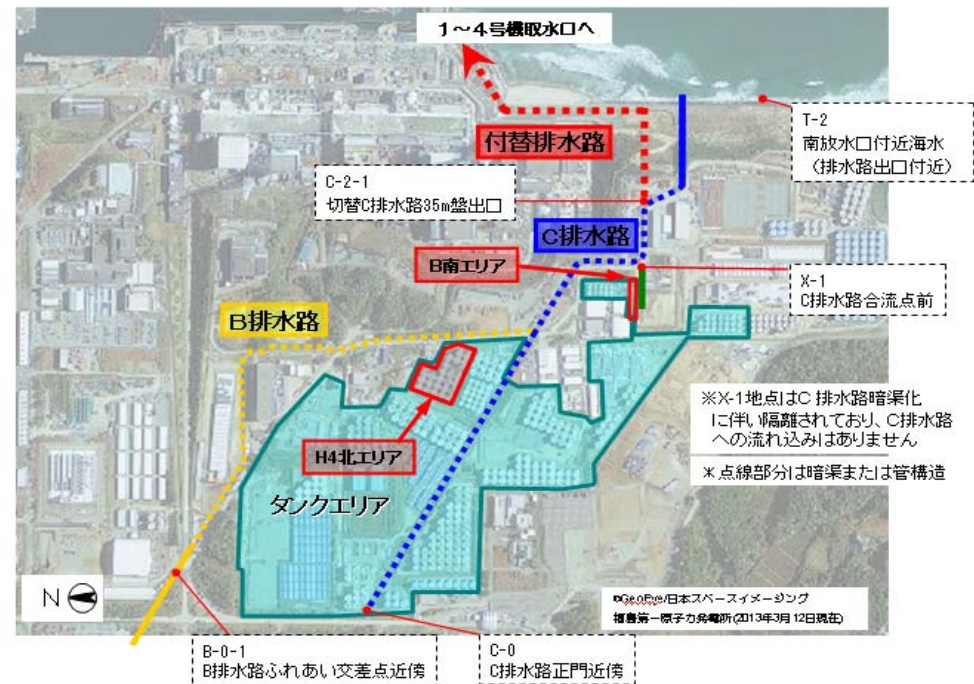 1～4号機取水口へ
T-2
南放水口付近海水
(排水路出口付近)
付替排水路
C-2-1
切替C排水路35m盤出口
C排水路
B南エリア
X-1
C排水路合流点前
B排水路
※X-1地点はC排水路暗渠化
に伴い隔離されており、C排水路
への流れ込みはありません
*点線部分は暗渠または管構造
H4北エリア
タンクエリア
N
©GeoEye/日本スペースイメージング
福島第一原子力発電所(2013年3月12日現在)
B-0-1
B排水路ふれあい交差点近傍
C-0
C排水路正門近傍